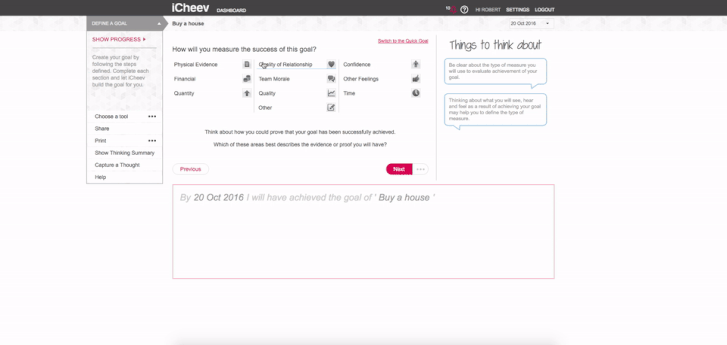 iCheev DASHBOARD
HI ROBERT SETTINGS LOGOUT
DEFINE A GOAL
Buy a house
20 Oct 2016
SHOW PROGRESS
Create your goal by
following the steps
defined. Complete each
section and let ICheev
build the goal for you.
Choose a tool
Share
Print
Show Thinking Summary
Capture a Thought
Help
Switch to the Quick Goal
How will you measure the success of this goal?
Physical Evidence
Quality of Relationship
Confidence
Financial
Team Morale
Other Feelings
Quantity
Quality
Time
Other
Think about how you could prove that your goal has been successfully achieved.
Which of these areas best describes the evidence or proof you will have?
Previous
Next
Things to think about
Be clear about the type of measure you
will use to evaluate achievement of your
goal.
Thinking about what you will see, hear
and feel as a result of achieving your goal
may help you to define the type of
measure.
By 20 Oct 2016 I will have achieved the goal of ' Buy a house '